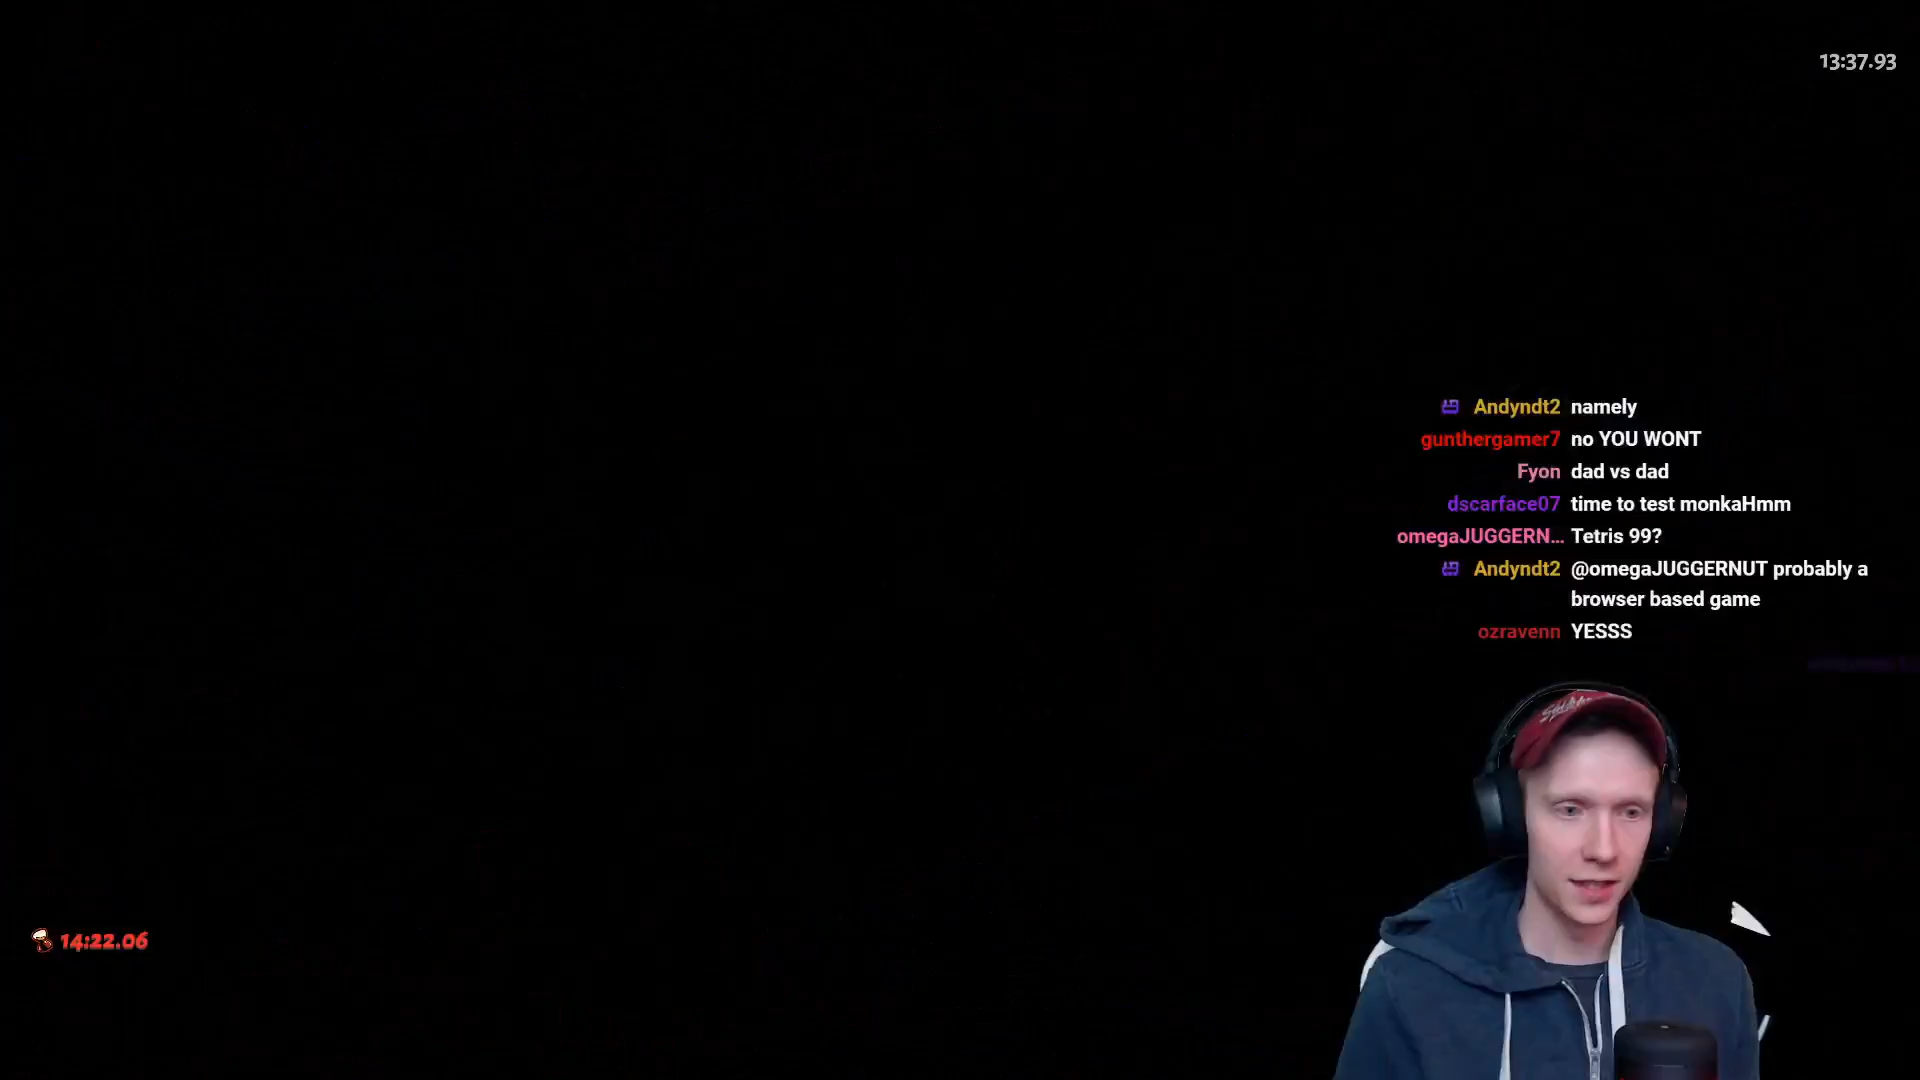 13:37.93
Andyndt2 namely
gunthergamer7 no YOU WONT
Fyon dad vs dad
dscarface07 time to test monkaHmm
omegaJUGGERN... Tetris 99?
Andyndt2 @omegaJUGGERNUT probably a
browser based game
ozravenn YESSS
14:22.06